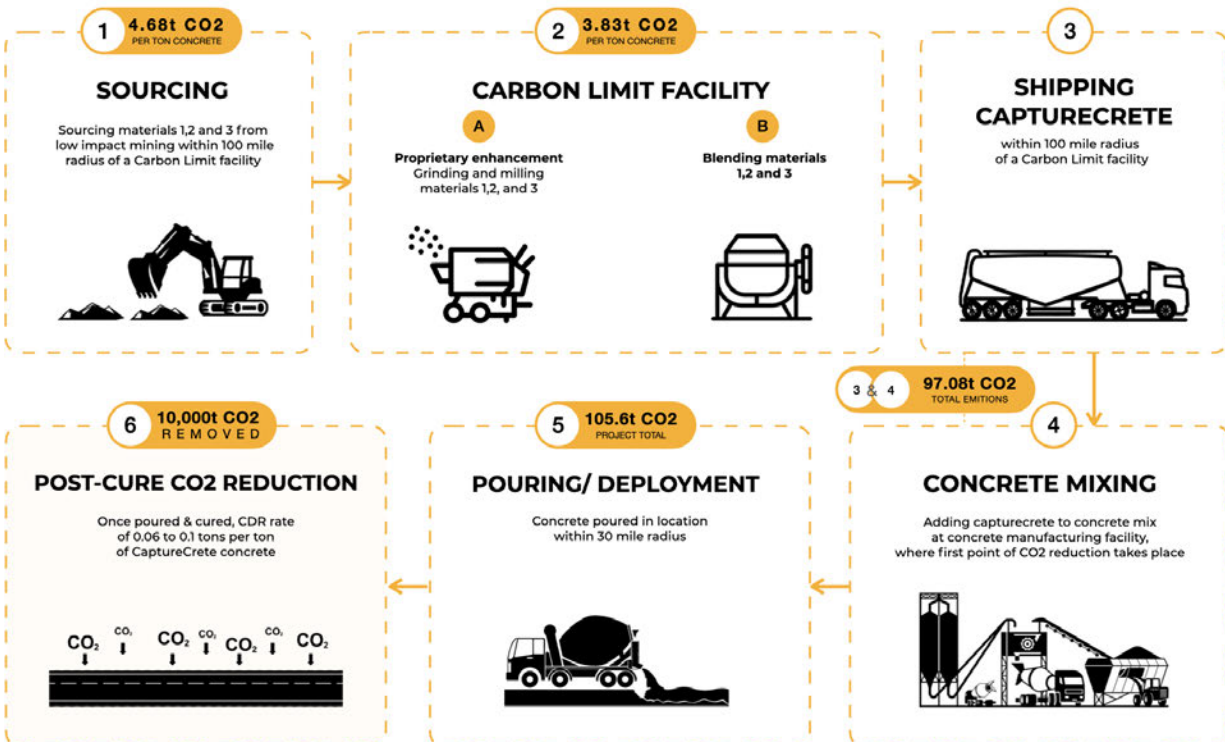 1
4.68t CO2
PER TON CONCRETE
SOURCING
Sourcing materials 1,2 and 3 from
low impact mining within 100 mile
radius of a Carbon Limit facility
2
3.83t CO2
PER TON CONCRETE
CARBON LIMIT FACILITY
A
Proprietary enhancement
Grinding and milling
materials 1,2, and 3
B
Blending materials
1,2 and 3
3
SHIPPING
CAPTURECRETE
within 100 mile radius
of a Carbon Limit facility
3 & 4
97.08t CO2
TOTAL EMITIONS
4
CONCRETE MIXING
Adding capturecrete to concrete mix
at concrete manufacturing facility,
where first point of CO2 reduction takes place
5
105.6t CO2
PROJECT TOTAL
POURING/ DEPLOYMENT
Concrete poured in location
within 30 mile radius
6
10,000t CO2
REMOVED
POST-CURE CO2 REDUCTION
Once poured & cured, CDR rate
of 0.06 to 0.1 tons per ton
of CaptureCrete concrete
CO₂ CO₂ CO₂ CO₂ CO₂ CO₂ CO₂